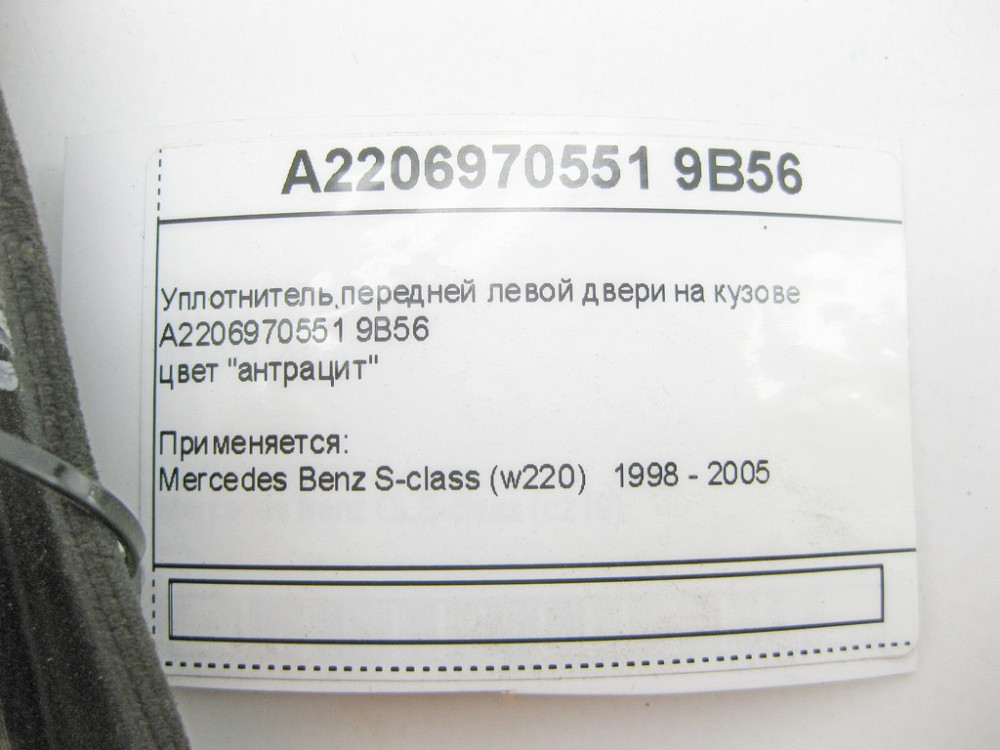 A2206970551 9B56
Уплотнитель передней левой двери на кузове
A2206970551 9B56
цвет "антрацит"
Применяется:
Mercedes Benz S-class (w220) 1998 - 2005